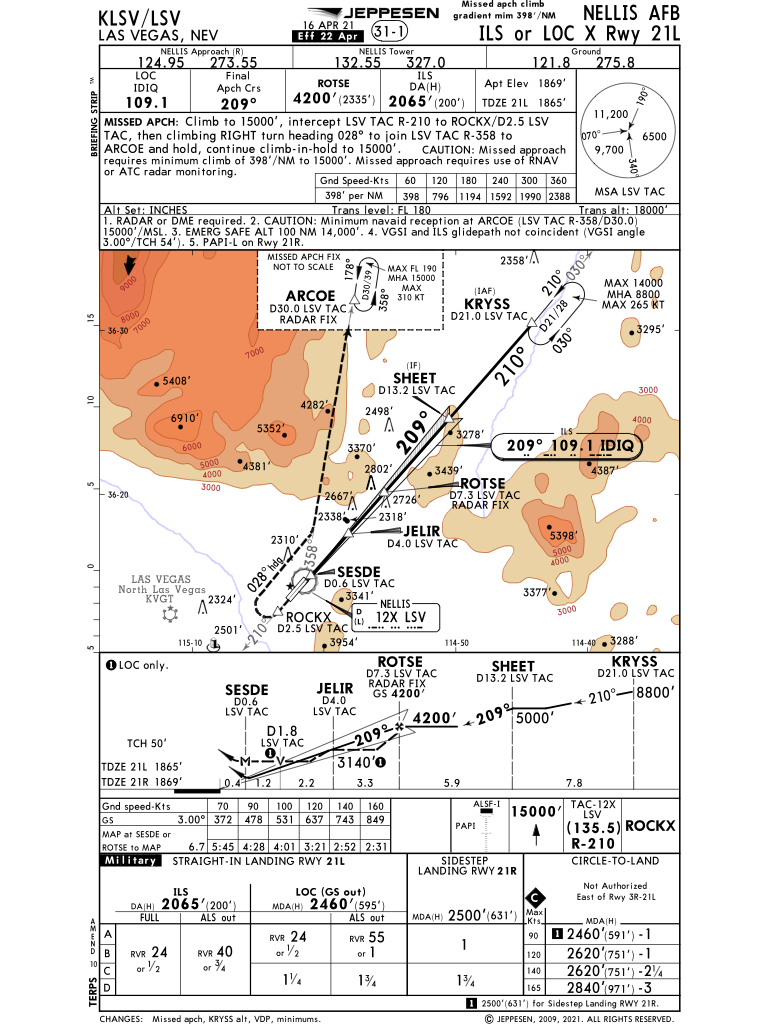 KLSV/LSV
LAS VEGAS, NEV
JEPPESEN
16 APR 21
Eff 22 Apr
31-1
Missed apch climb
gradient mim 398'/NM
NELLIS AFB
ILS or LOC X Rwy 21L
NELLIS Approach (R)
124.95 273.55
NELLIS Tower
132.55 327.0
Ground
121.8 275.8
BRIEFING STRIP TM
LOC
IDIQ
109.1
Final
Apch Crs
209°
ROTSE
4200'(2335')
ILS
DA(H)
2065'(200')
Apt Elev 1869'
TDZE 21L 1865'
MISSED APCH: Climb to 15000', intercept LSV TAC R-210 to ROCKX/D2.5 LSV
TAC, then climbing RIGHT turn heading 028° to join LSV TAC R-358 to
ARCOE and hold, continue climb-in-hold to 15000'. CAUTION: Missed approach
requires minimum climb of 398'/NM to 15000'. Missed approach requires use of RNAV
or ATC radar monitoring.
Gnd Speed-Kts 60 120 180 240 300 360
398' per NM 398 796 1194 1592 1990 2388
190°
11,200
070°
6500
9,700
340°
MSA LSV TAC
Alt Set: INCHES
Trans level: FL 180
Trans alt: 18000'
1. RADAR or DME required. 2. CAUTION: Minimum navaid reception at ARCOE (LSV TAC R-358/D30.0)
15000'/MSL. 3. EMERG SAFE ALT 100 NM 14,000'. 4. VGSI and ILS glidepath not coincident (VGSI angle
3.00°/TCH 54'). 5. PAPI-L on Rwy 21R.
MISSED APCH FIX
NOT TO SCALE
ARCOE
D30.0 LSV TAC
RADAR FIX
178°
D30/39
358°
MAX FL 190
MHA 15000
MAX
310 KT
2358'
210°
030°
(IAF)
KRYSS
D21.0 LSV TAC
D21/28
030°
MAX 14000
MHA 8800
MAX 265 KT
3295'
9000
8000
7000
7000
15
36-30
210°
5408'
(IF)
SHEET
D13.2 LSV TAC
10
6910'
5352'
4282'
2498'
209°
3278'
3000
4000
ILS
209° 109.1 IDIQ
6000
5000
4000
3000
4381'
3370'
2802'
3439'
4387'
5
36-20
2667'
2726'
ROTSE
D7.3 LSV TAC
RADAR FIX
2338'
2318'
JELIR
D4.0 LSV TAC
5398'
5000
4000
2310'
358°
028° hdg
SESDE
D0.6 LSV TAC
0
LAS VEGAS
North Las Vegas
KVGT
2324'
3341'
NELLIS
D
(L) 12X LSV
3377'
3000
ROCKX
D2.5 LSV TAC
210°
2501'
3954'
3288'
5
115-10
114-50
114-40
1 LOC only.
SESDE
D0.6
LSV TAC
JELIR
D4.0
LSV TAC
ROTSE
D7.3 LSV TAC
RADAR FIX
GS 4200'
SHEET
D13.2 LSV TAC
KRYSS
D21.0 LSV TAC
D1.8
LSV TAC
1
4200'
209°
5000'
210°
8800'
209°
TCH 50'
M
V
3140' 1
TDZE 21L 1865'
TDZE 21R 1869'
0.4 1.2 2.2 3.3 5.9 7.8
Gnd speed-Kts 70 90 100 120 140 160
GS 3.00° 372 478 531 637 743 849
MAP at SESDE or
ROTSE to MAP 6.7 5:45 4:28 4:01 3:21 2:52 2:31
ALSF-I
PAPI
15000'
TAC-12X
LSV
(135.5)
R-210
ROCKX
Military
STRAIGHT-IN LANDING RWY 21L
SIDESTEP
LANDING RWY 21R
CIRCLE-TO-LAND
ILS
DA(H) 2065'(200')
FULL
ALS out
LOC (GS out)
MDA(H) 2460'(595')
ALS out
MDA(H) 2500'(631')
C
Not Authorized
East of Rwy 3R-21L
Max
Kts
MDA(H)
A
B
C
D
RVR 24
or 1/2
RVR 40
or 3/4
RVR 24
or 1/2
RVR 55
or 1
1 1/4
1 3/4
1
1 3/4
90 1 2460'(591') -1
120 2620'(751') -1
140 2620'(751') -2 1/4
165 2840'(971') -3
1 2500'(631') for Sidestep Landing RWY 21R.
TERPS AMEND 10
CHANGES: Missed apch, KRYSS alt, VDP, minimums.
© JEPPESEN, 2009, 2021. ALL RIGHTS RESERVED.